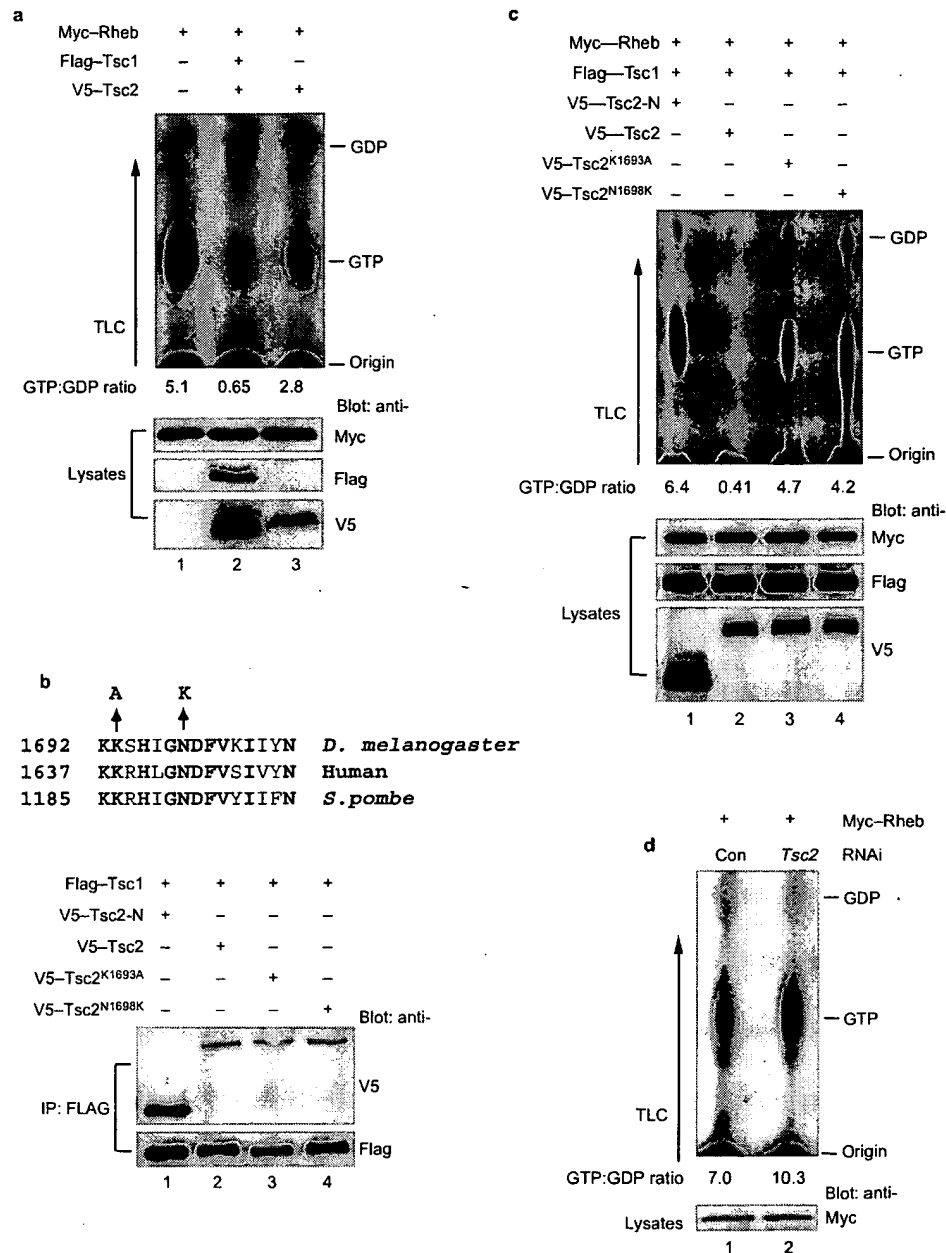 a
Myc–Rheb + + +
Flag–Tsc1 – + –
V5–Tsc2 – + +
GDP
GTP
TLC
Origin
GTP:GDP ratio 5.1 0.65 2.8
Blot: anti-
Myc
Lysates
Flag
V5
1 2 3
b
A K
1692 KKSHIGNDFVKIIYN D. melanogaster
1637 KKRHLGNDFVSIVYN Human
1185 KKRHIGNDFVYIIFN S.pombe
Flag–Tsc1 + + + +
V5–Tsc2-N + – – –
V5–Tsc2 – + – –
V5–Tsc2K1693A – – + –
V5–Tsc2N1698K – – – +
Blot: anti-
V5
IP: FLAG
Flag
1 2 3 4
c
Myc—Rheb + + + +
Flag—Tsc1 + + + +
V5—Tsc2-N + – – –
V5—Tsc2 – + – –
V5–Tsc2K1693A – – + –
V5–Tsc2N1698K – – – +
GDP
GTP
TLC
Origin
GTP:GDP ratio 6.4 0.41 4.7 4.2
Blot: anti-
Myc
Flag
Lysates
V5
1 2 3 4
+ + Myc–Rheb
d
Con Tsc2 RNAi
GDP
GTP
TLC
Origin
GTP:GDP ratio 7.0 10.3
Blot: anti-
Lysates Myc
1 2